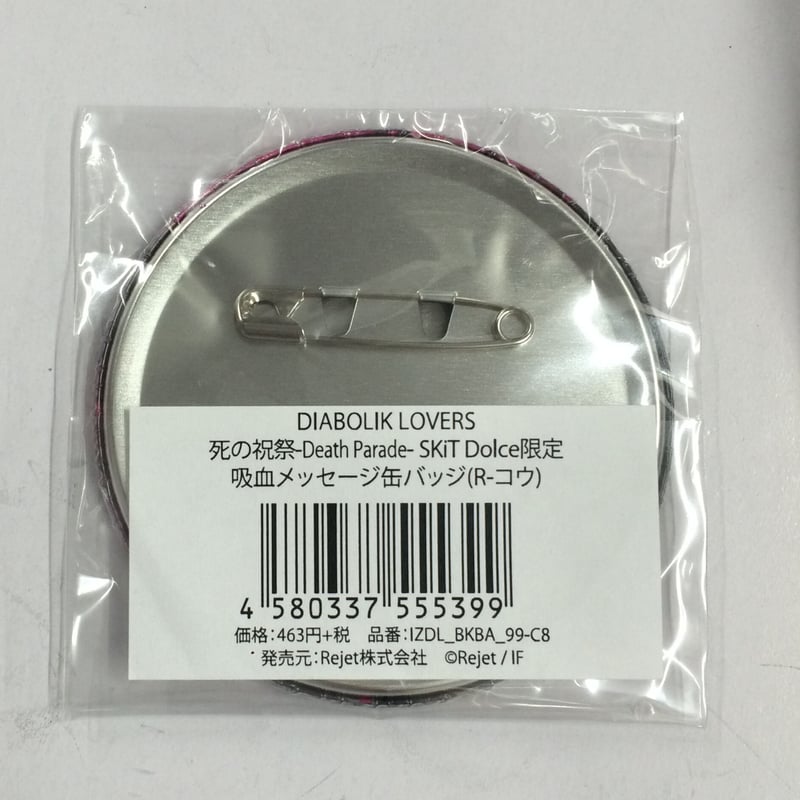 DIABOLIK LOVERS
死の祝祭-Death Parade- SKiT Dolce限定
吸血メッセージ缶バッジ(R-コウ)
4 580337 555399
価格：463円+税　品番：IZDL_BKBA_99-C8
発売元：Rejet株式会社　©Rejet / IF